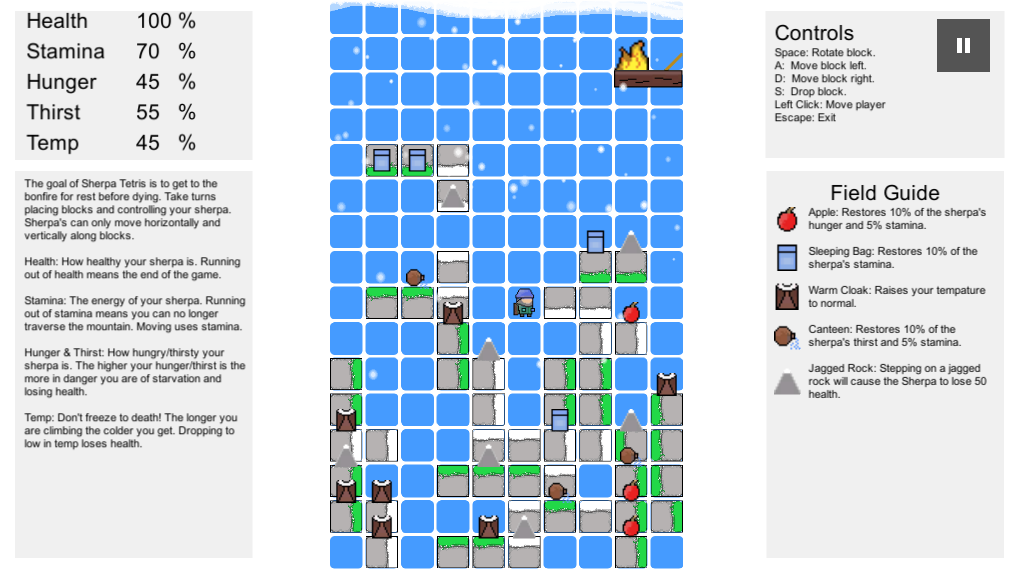 Health 100 %
Stamina 70 %
Hunger 45 %
Thirst 55 %
Temp 45 %
The goal of Sherpa Tetris is to get to the
bonfire for rest before dying. Take turns
placing blocks and controlling your sherpa.
Sherpa's can only move horizontally and
vertically along blocks.
Health: How healthy your sherpa is. Running
out of health means the end of the game.
Stamina: The energy of your sherpa. Running
out of stamina means you can no longer
traverse the mountain. Moving uses stamina.
Hunger & Thirst: How hungry/thirsty your
sherpa is. The higher your hunger/thirst is the
more in danger you are of starvation and
losing health.
Temp: Don't freeze to death! The longer you
are climbing the colder you get. Dropping to
low in temp loses health.
Controls
Space: Rotate block.
A: Move block left.
D: Move block right.
S: Drop block.
Left Click: Move player
Escape: Exit
Field Guide
Apple: Restores 10% of the sherpa's
hunger and 5% stamina.
Sleeping Bag: Restores 10% of the
sherpa's stamina.
Warm Cloak: Raises your tempature
to normal.
Canteen: Restores 10% of the
sherpa's thirst and 5% stamina.
Jagged Rock: Stepping on a jagged
rock will cause the Sherpa to lose 50
health.